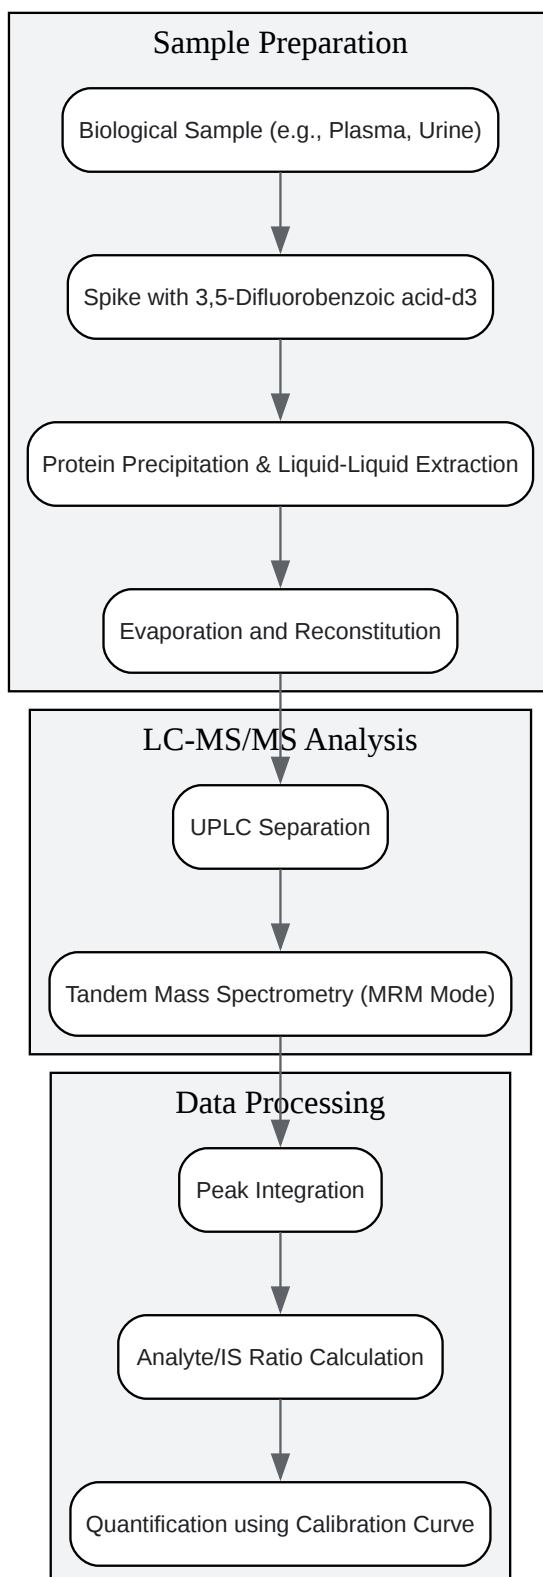 Sample Preparation
Biological Sample (e.g., Plasma, Urine)
Spike with 3,5-Difluorobenzoic acid-d3
Protein Precipitation & Liquid-Liquid Extraction
Evaporation and Reconstitution
LC-MS/MS Analysis
UPLC Separation
Tandem Mass Spectrometry (MRM Mode)
Data Processing
Peak Integration
Analyte/IS Ratio Calculation
Quantification using Calibration Curve